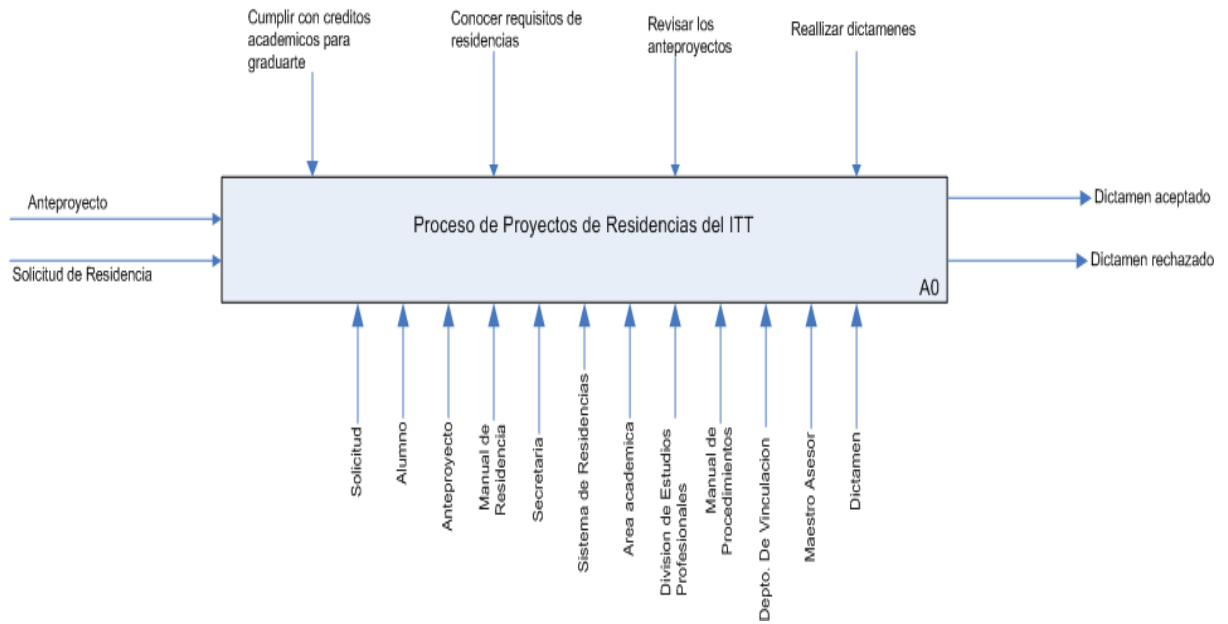 Cumplir con creditos
academicos para
graduarte
Conocer requisitos de
residencias
Revisar los
anteproyectos
Reallizar dictamenes
Anteproyecto
Solicitud de Residencia
Proceso de Proyectos de Residencias del ITT
A0
Dictamen aceptado
Dictamen rechazado
Solicitud
Alumno
Anteproyecto
Manual de
Residencia
Secretaria
Sistema de Residencias
Area academica
Division de Estudios
Profesionales
Manual de
Procedimientos
Depto. De Vinculacion
Maestro Asesor
Dictamen